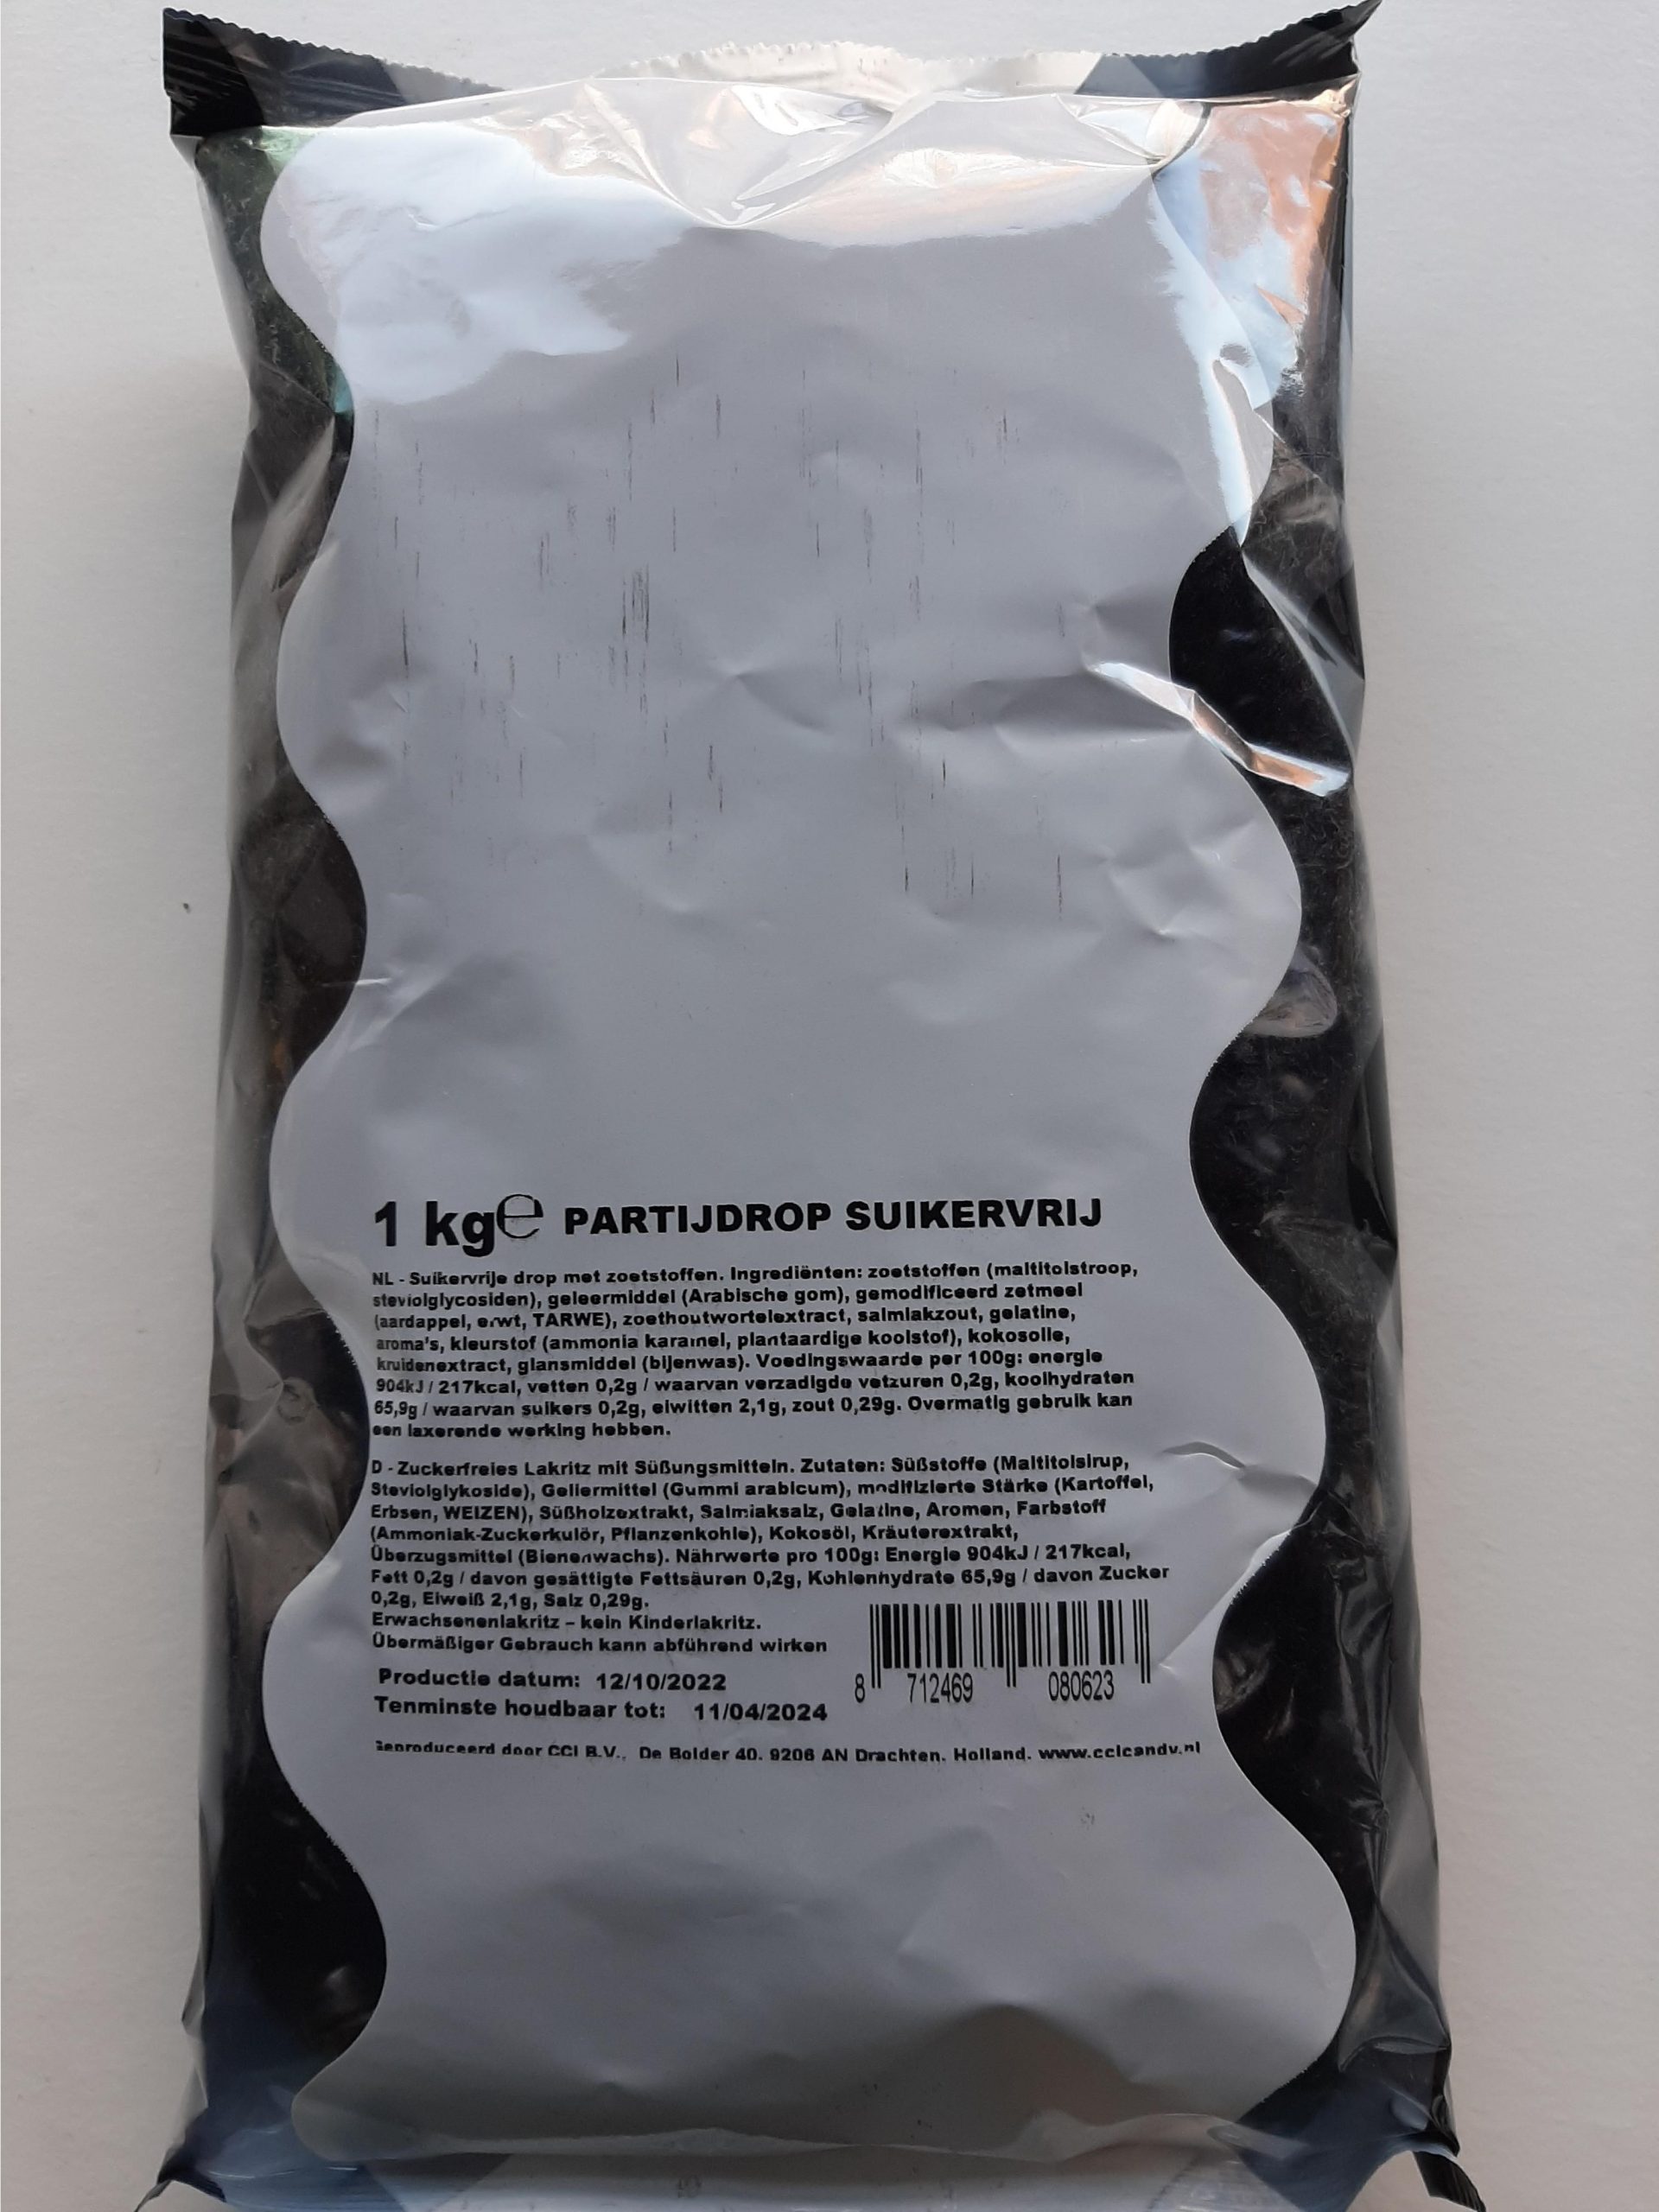 1 kg℮ PARTIJDROP SUIKERVRIJ
NL - Suikervrije drop met zoetstoffen. Ingrediënten: zoetstoffen (maltitolstroop,
steviolglycosiden), geleermiddel (Arabische gom), gemodificeerd zetmeel
(aardappel, erwt, TARWE), zoethoutwortelextract, salmiakzout, gelatine,
aroma's, kleurstof (ammonia karamel, plantaardige koolstof), kokosolie,
kruidenextract, glansmiddel (bijenwas). Voedingswaarde per 100g: energie
904kJ / 217kcal, vetten 0,2g / waarvan verzadigde vetzuren 0,2g, koolhydraten
65,9g / waarvan suikers 0,2g, eiwitten 2,1g, zout 0,29g. Overmatig gebruik kan
een laxerende werking hebben.
D - Zuckerfreies Lakritz mit Süßungsmitteln. Zutaten: Süßstoffe (Maltitolsirup,
Steviolglykoside), Geliermittel (Gummi arabicum), modifizierte Stärke (Kartoffel,
Erbsen, WEIZEN), Süßholzextrakt, Salmiaksalz, Gelatine, Aromen, Farbstoff
(Ammoniak-Zuckerkulör, Pflanzenkohle), Kokosöl, Kräuterextrakt,
Überzugsmittel (Bienenwachs). Nährwerte pro 100g: Energie 904kJ / 217kcal,
Fett 0,2g / davon gesättigte Fettsäuren 0,2g, Kohlenhydrate 65,9g / davon Zucker
0,2g, Eiweiß 2,1g, Salz 0,29g.
Erwachsenenlakritz – kein Kinderlakritz.
Übermäßiger Gebrauch kann abführend wirken
Productie datum: 12/10/2022
Tenminste houdbaar tot: 11/04/2024
8 712469 080623
Geproduceerd door CCI B.V., De Bolder 40. 9206 AN Drachten. Holland. www.ccicandy.nl